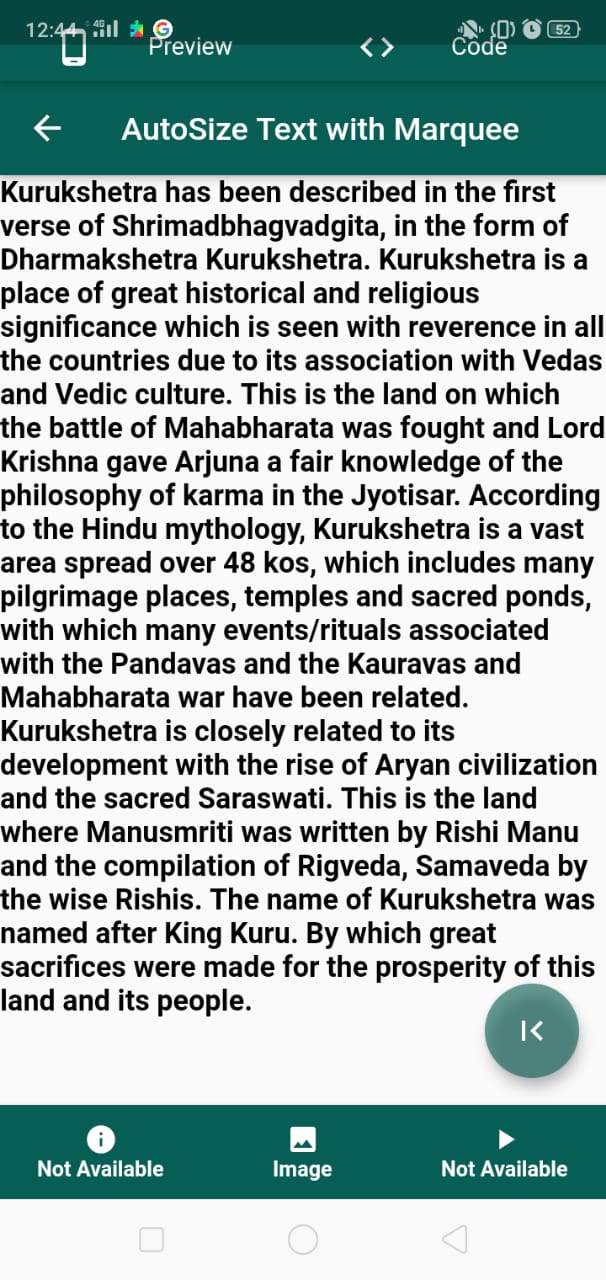 12:44 4G 52
Preview <> Code
AutoSize Text with Marquee
Kurukshetra has been described in the first
verse of Shrimadbhagvadgita, in the form of
Dharmakshetra Kurukshetra. Kurukshetra is a
place of great historical and religious
significance which is seen with reverence in all
the countries due to its association with Vedas
and Vedic culture. This is the land on which
the battle of Mahabharata was fought and Lord
Krishna gave Arjuna a fair knowledge of the
philosophy of karma in the Jyotisar. According
to the Hindu mythology, Kurukshetra is a vast
area spread over 48 kos, which includes many
pilgrimage places, temples and sacred ponds,
with which many events/rituals associated
with the Pandavas and the Kauravas and
Mahabharata war have been related.
Kurukshetra is closely related to its
development with the rise of Aryan civilization
and the sacred Saraswati. This is the land
where Manusmriti was written by Rishi Manu
and the compilation of Rigveda, Samaveda by
the wise Rishis. The name of Kurukshetra was
named after King Kuru. By which great
sacrifices were made for the prosperity of this
land and its people.
Not Available Image Not Available